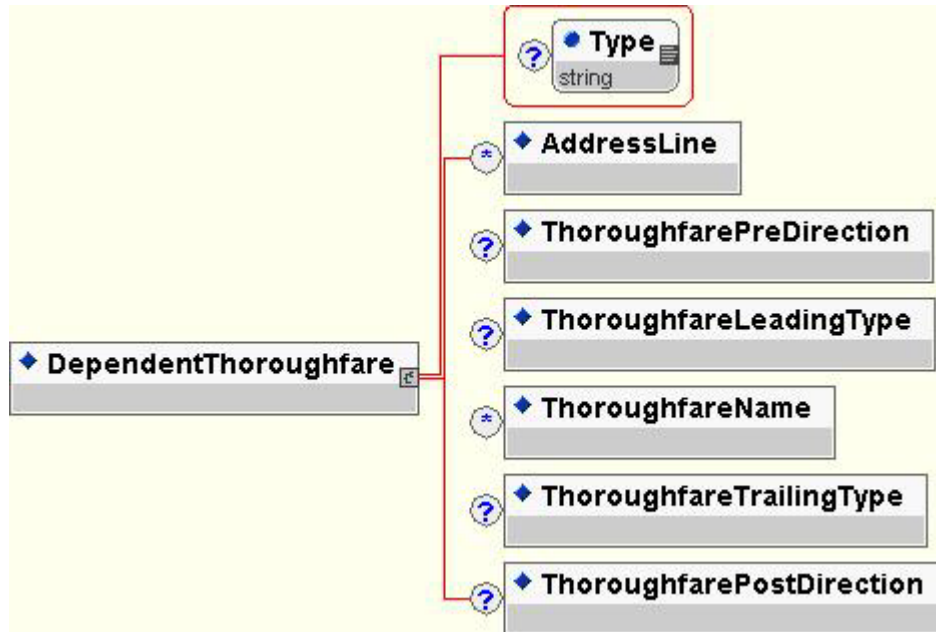 ? Type
string
* AddressLine
? ThoroughfarePreDirection
? ThoroughfareLeadingType
DependentThoroughfare
* ThoroughfareName
? ThoroughfareTrailingType
? ThoroughfarePostDirection